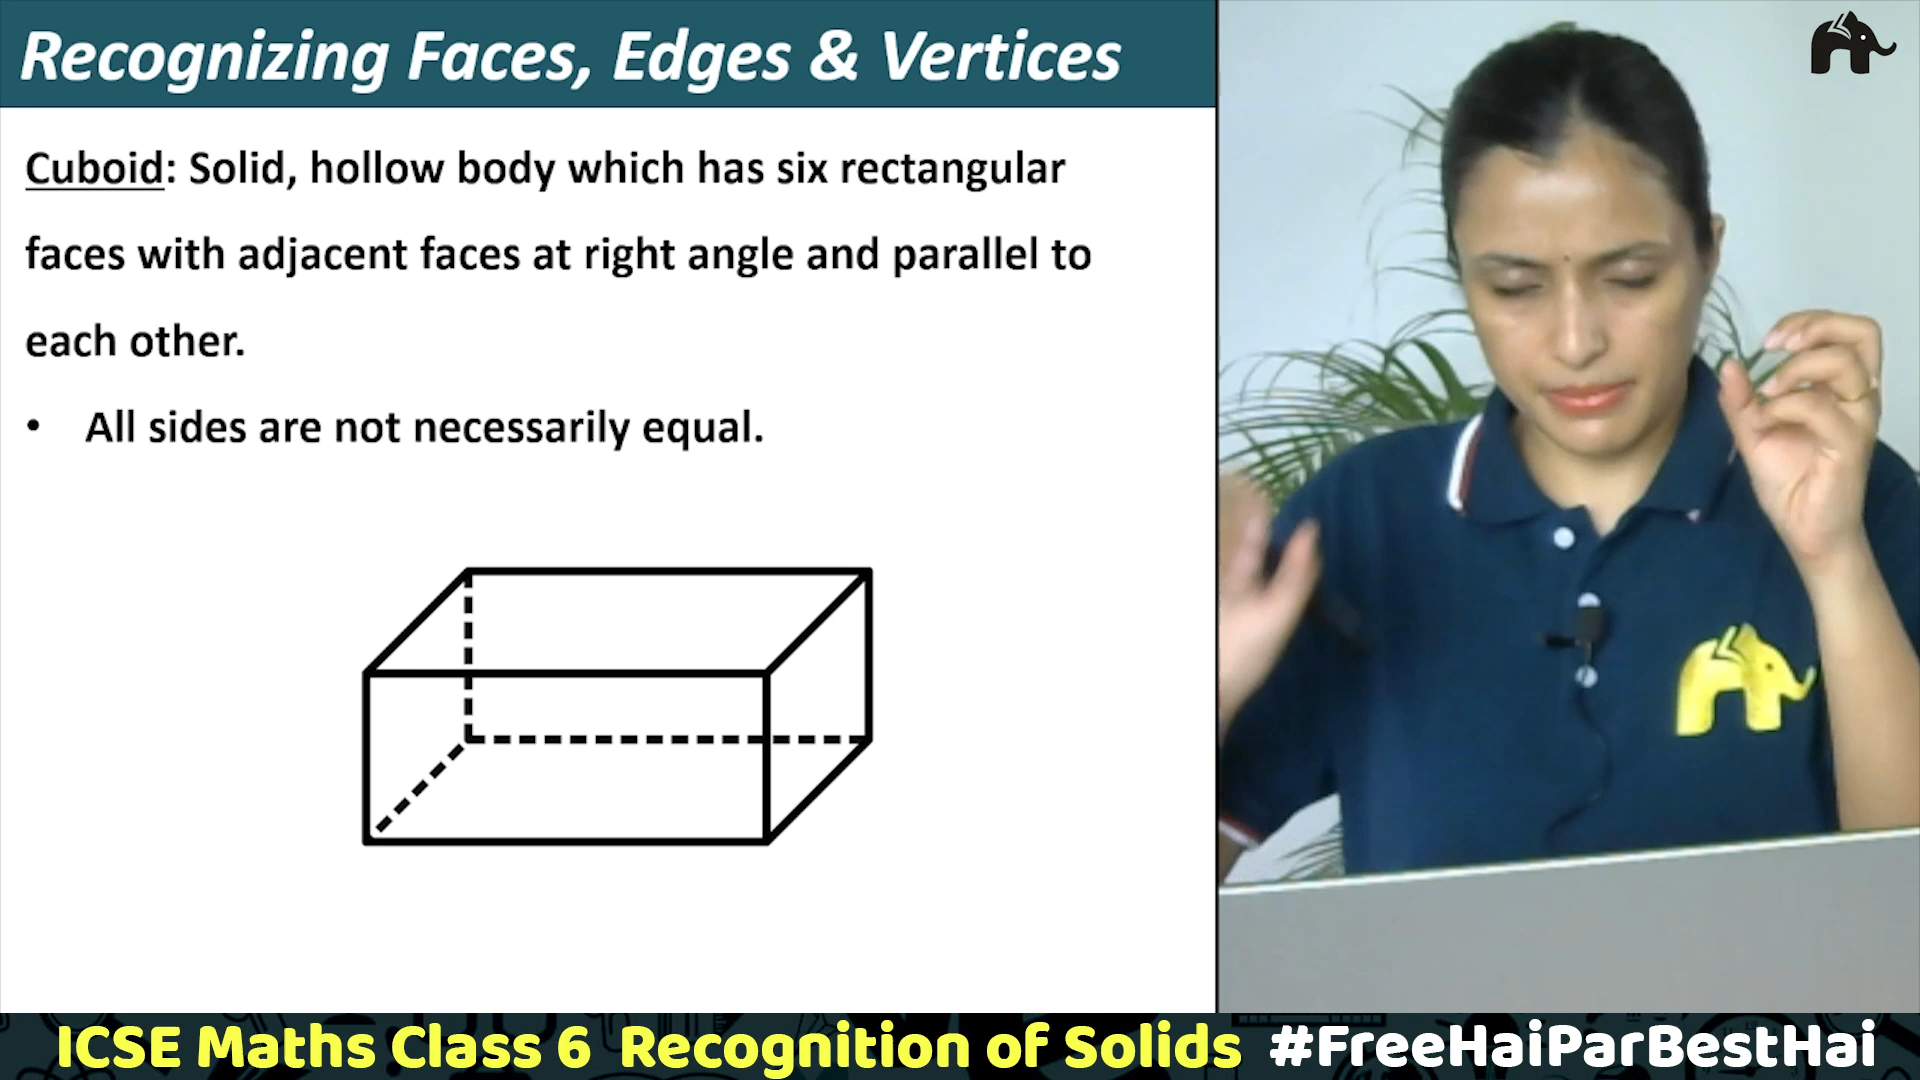 Recognizing Faces, Edges & Vertices
Cuboid: Solid, hollow body which has six rectangular
faces with adjacent faces at right angle and parallel to
each other.
• All sides are not necessarily equal.
ICSE Maths Class 6 Recognition of Solids #FreeHaiParBestHai